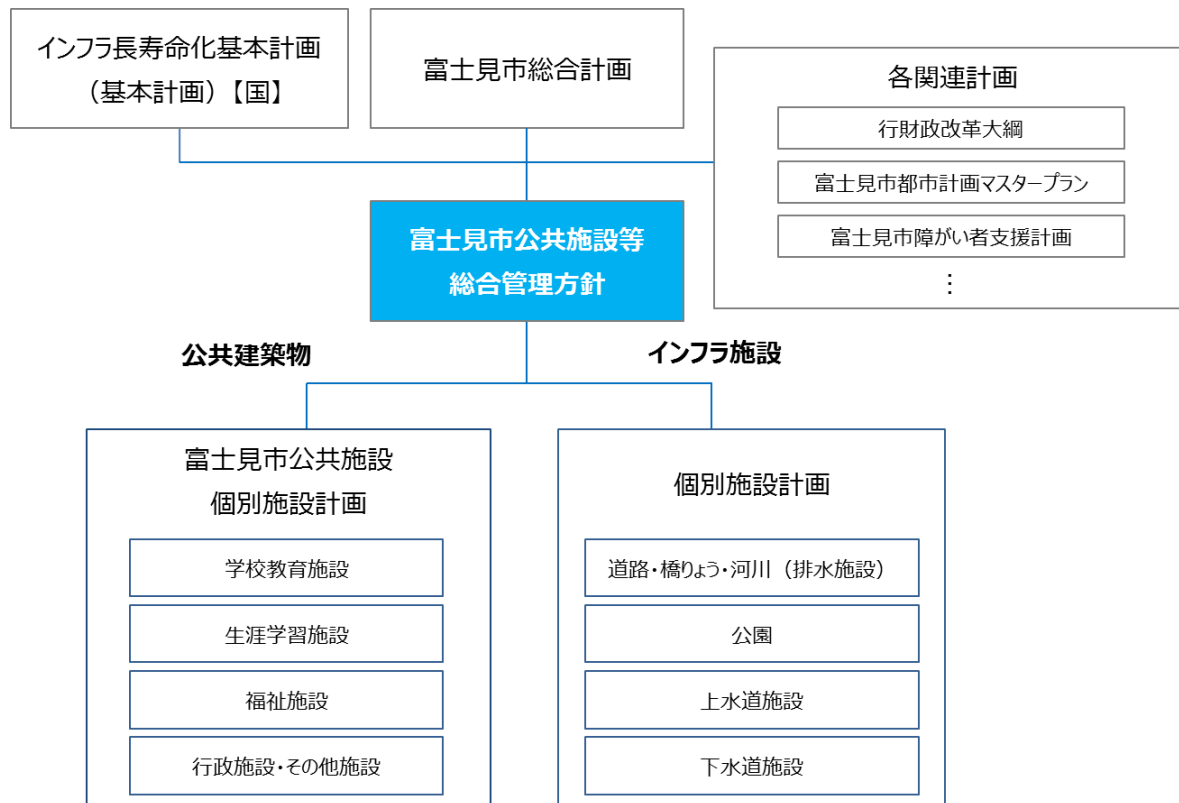 インフラ長寿命化基本計画
（基本計画）【国】
富士見市総合計画
各関連計画
行財政改革大綱
富士見市都市計画マスタープラン
富士見市障がい者支援計画
⋮
富士見市公共施設等
総合管理方針
公共建築物
インフラ施設
富士見市公共施設
個別施設計画
学校教育施設
生涯学習施設
福祉施設
行政施設・その他施設
個別施設計画
道路・橋りょう・河川（排水施設）
公園
上水道施設
下水道施設